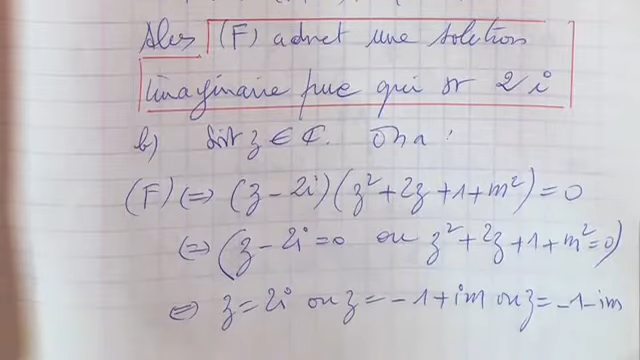 Alors (F) admet une solution
imaginaire pure qui est 2i
b) Soit z ∈ ℂ. On a :
(F) (=) (z - 2i)(z² + 2z + 1 + m²) = 0
(=) (z - 2i = 0 ou z² + 2z + 1 + m² = 0)
(=) z = 2i ou z = -1 + im ou z = -1 - im